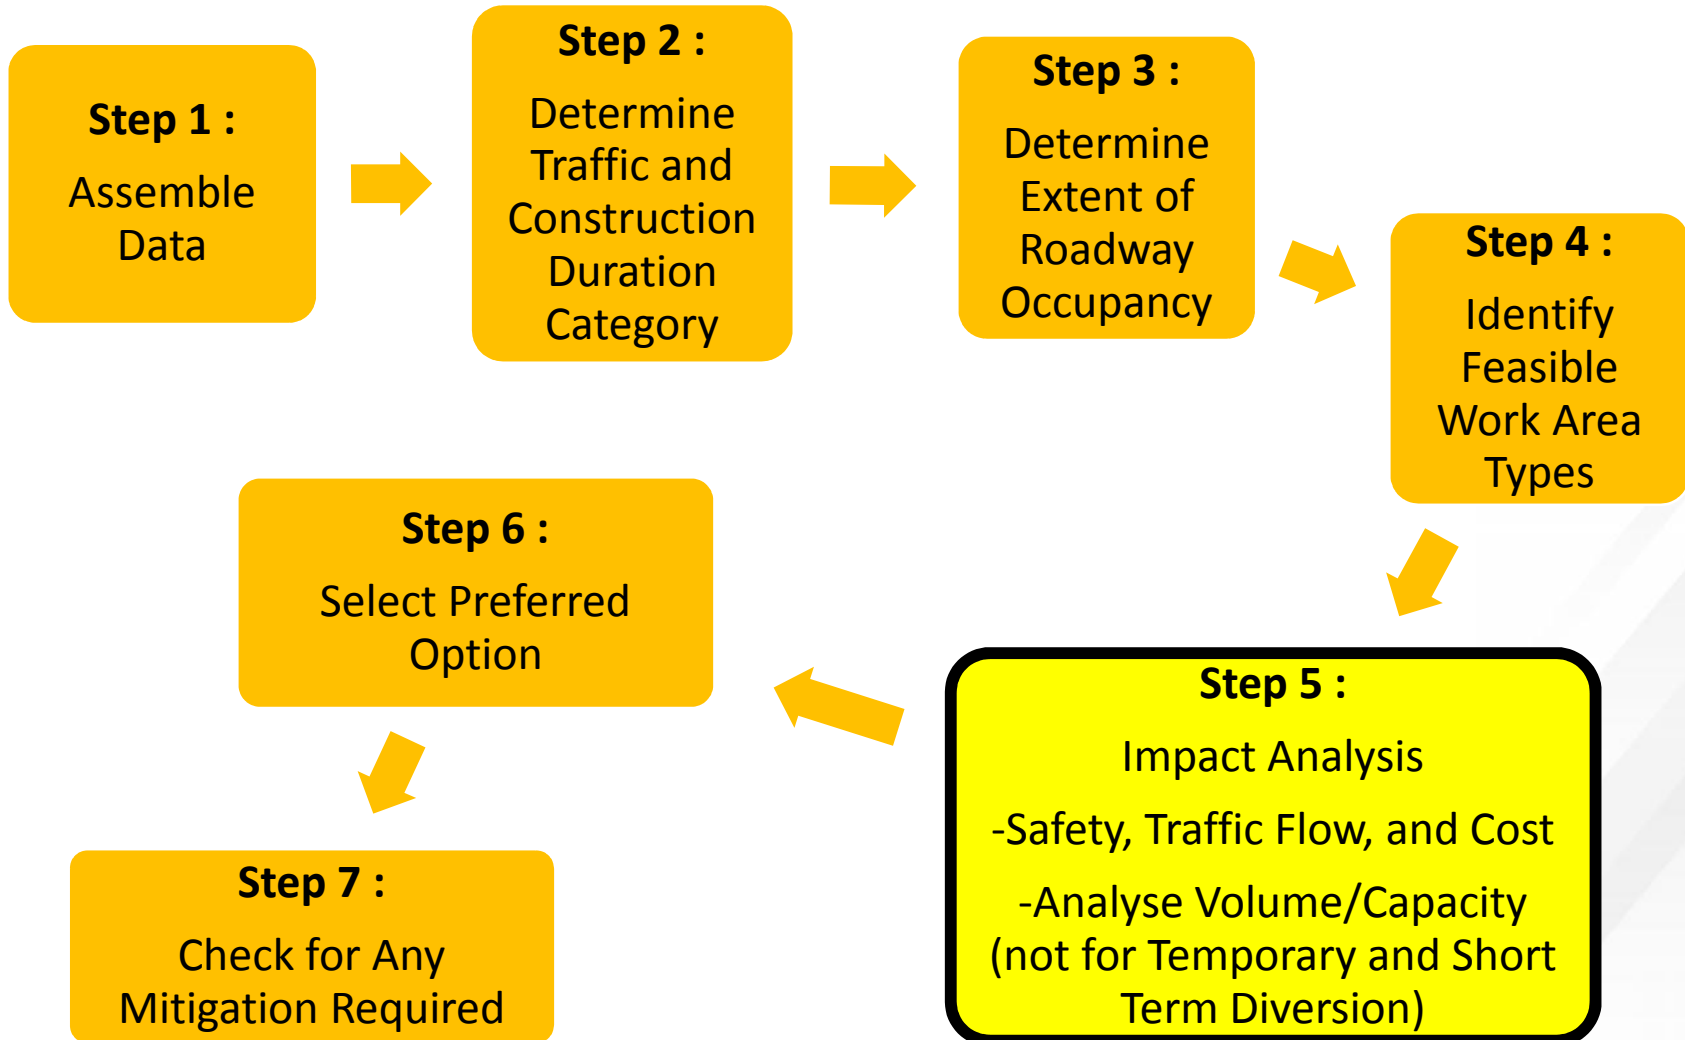 Step 1 :
Assemble
Data
Step 2 :
Determine
Traffic and
Construction
Duration
Category
Step 3 :
Determine
Extent of
Roadway
Occupancy
Step 4 :
Identify
Feasible
Work Area
Types
Step 5 :
Impact Analysis
-Safety, Traffic Flow, and Cost
-Analyse Volume/Capacity
(not for Temporary and Short
Term Diversion)
Step 6 :
Select Preferred
Option
Step 7 :
Check for Any
Mitigation Required